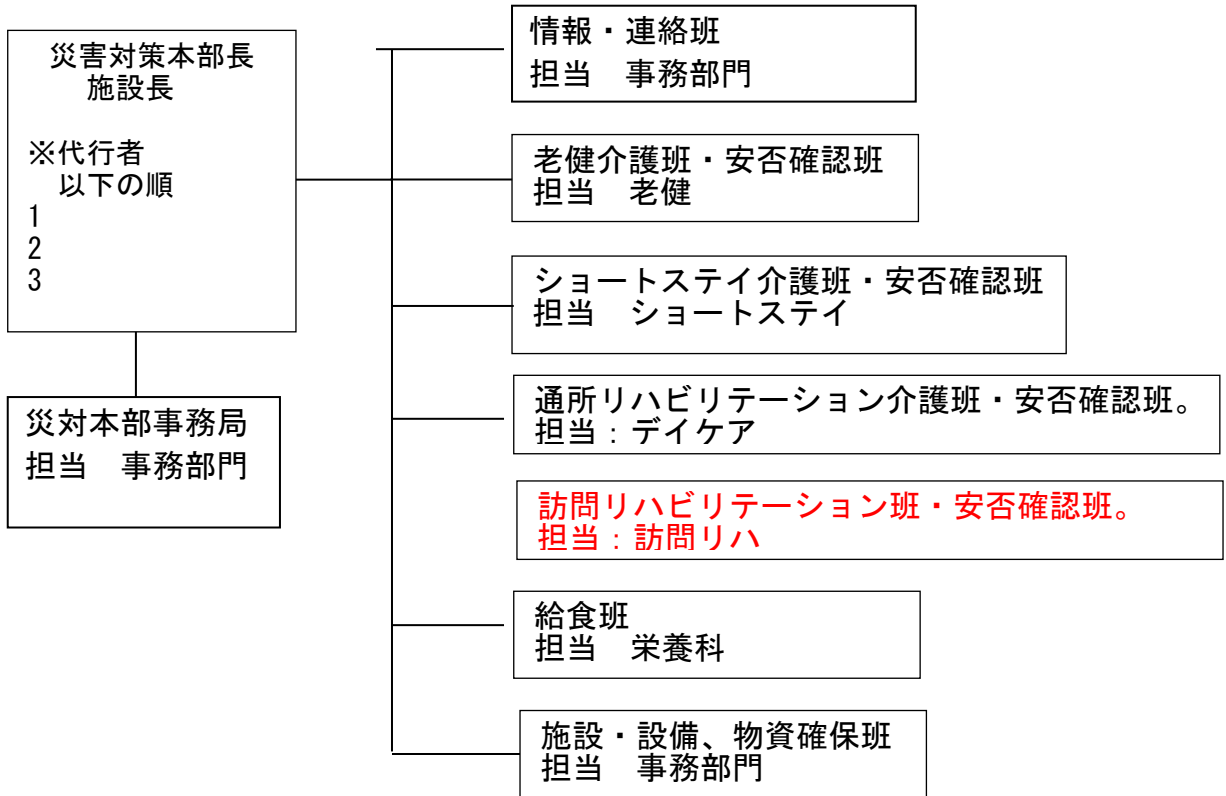 災害対策本部長
施設長
※代行者
以下の順
1
2
3
災対本部事務局
担当　事務部門
情報・連絡班
担当　事務部門
老健介護班・安否確認班
担当　老健
ショートステイ介護班・安否確認班
担当　ショートステイ
通所リハビリテーション介護班・安否確認班。
担当：デイケア
訪問リハビリテーション班・安否確認班。
担当：訪問リハ
給食班
担当　栄養科
施設・設備、物資確保班
担当　事務部門